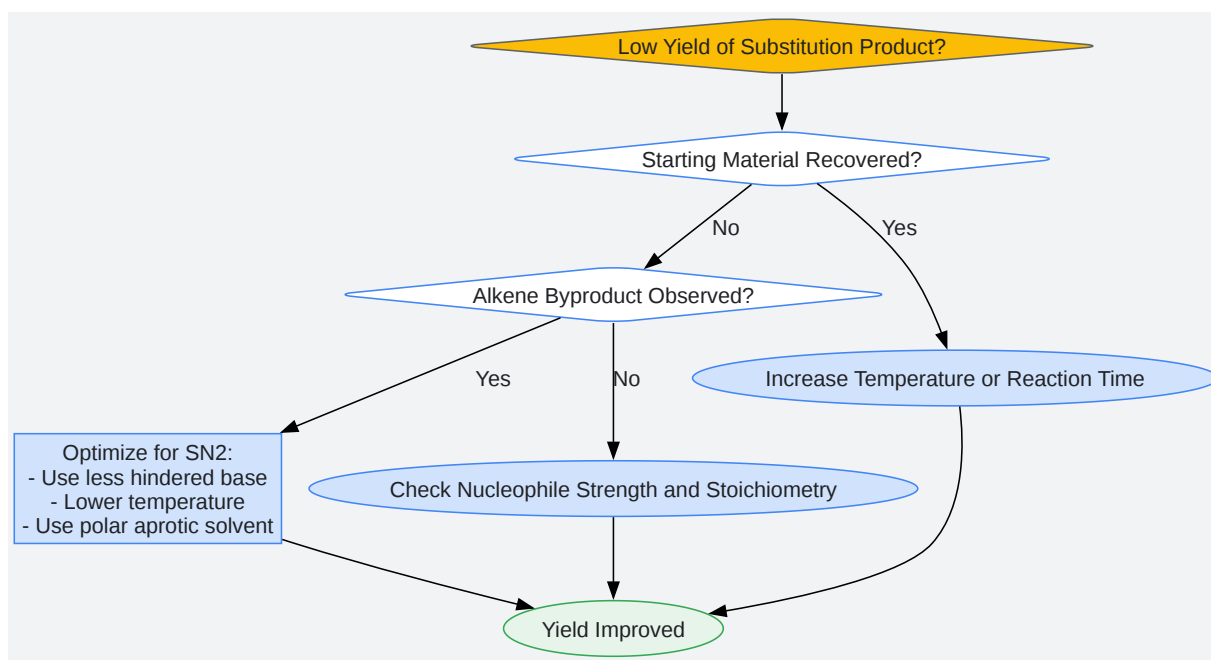 Low Yield of Substitution Product?
Starting Material Recovered?
No
Yes
Alkene Byproduct Observed?
Yes
No
Increase Temperature or Reaction Time
Optimize for SN2:
- Use less hindered base
- Lower temperature
- Use polar aprotic solvent
Check Nucleophile Strength and Stoichiometry
Yield Improved